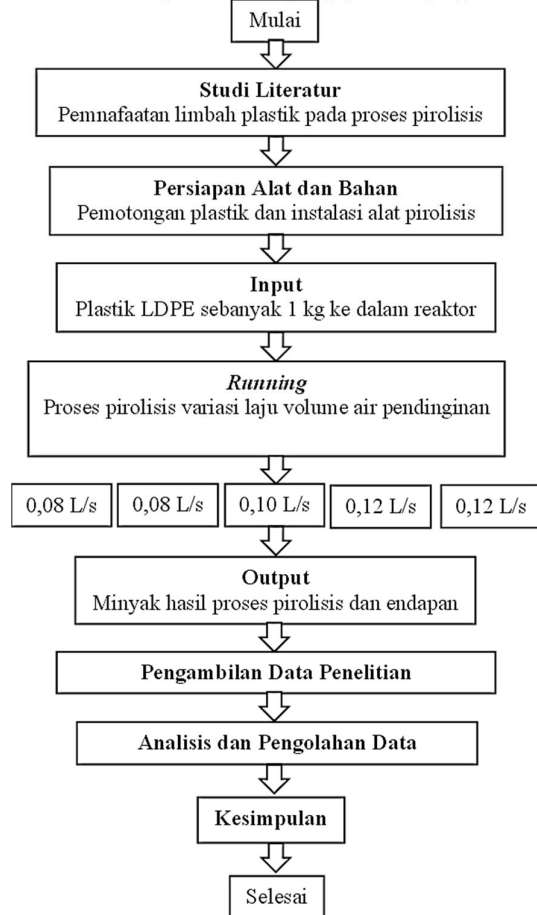 Mulai
Studi Literatur
Pemnafaatan limbah plastik pada proses pirolisis
Persiapan Alat dan Bahan
Pemotongan plastik dan instalasi alat pirolisis
Input
Plastik LDPE sebanyak 1 kg ke dalam reaktor
Running
Proses pirolisis variasi laju volume air pendinginan
0,08 L/s 0,08 L/s 0,10 L/s 0,12 L/s 0,12 L/s
Output
Minyak hasil proses pirolisis dan endapan
Pengambilan Data Penelitian
Analisis dan Pengolahan Data
Kesimpulan
Selesai